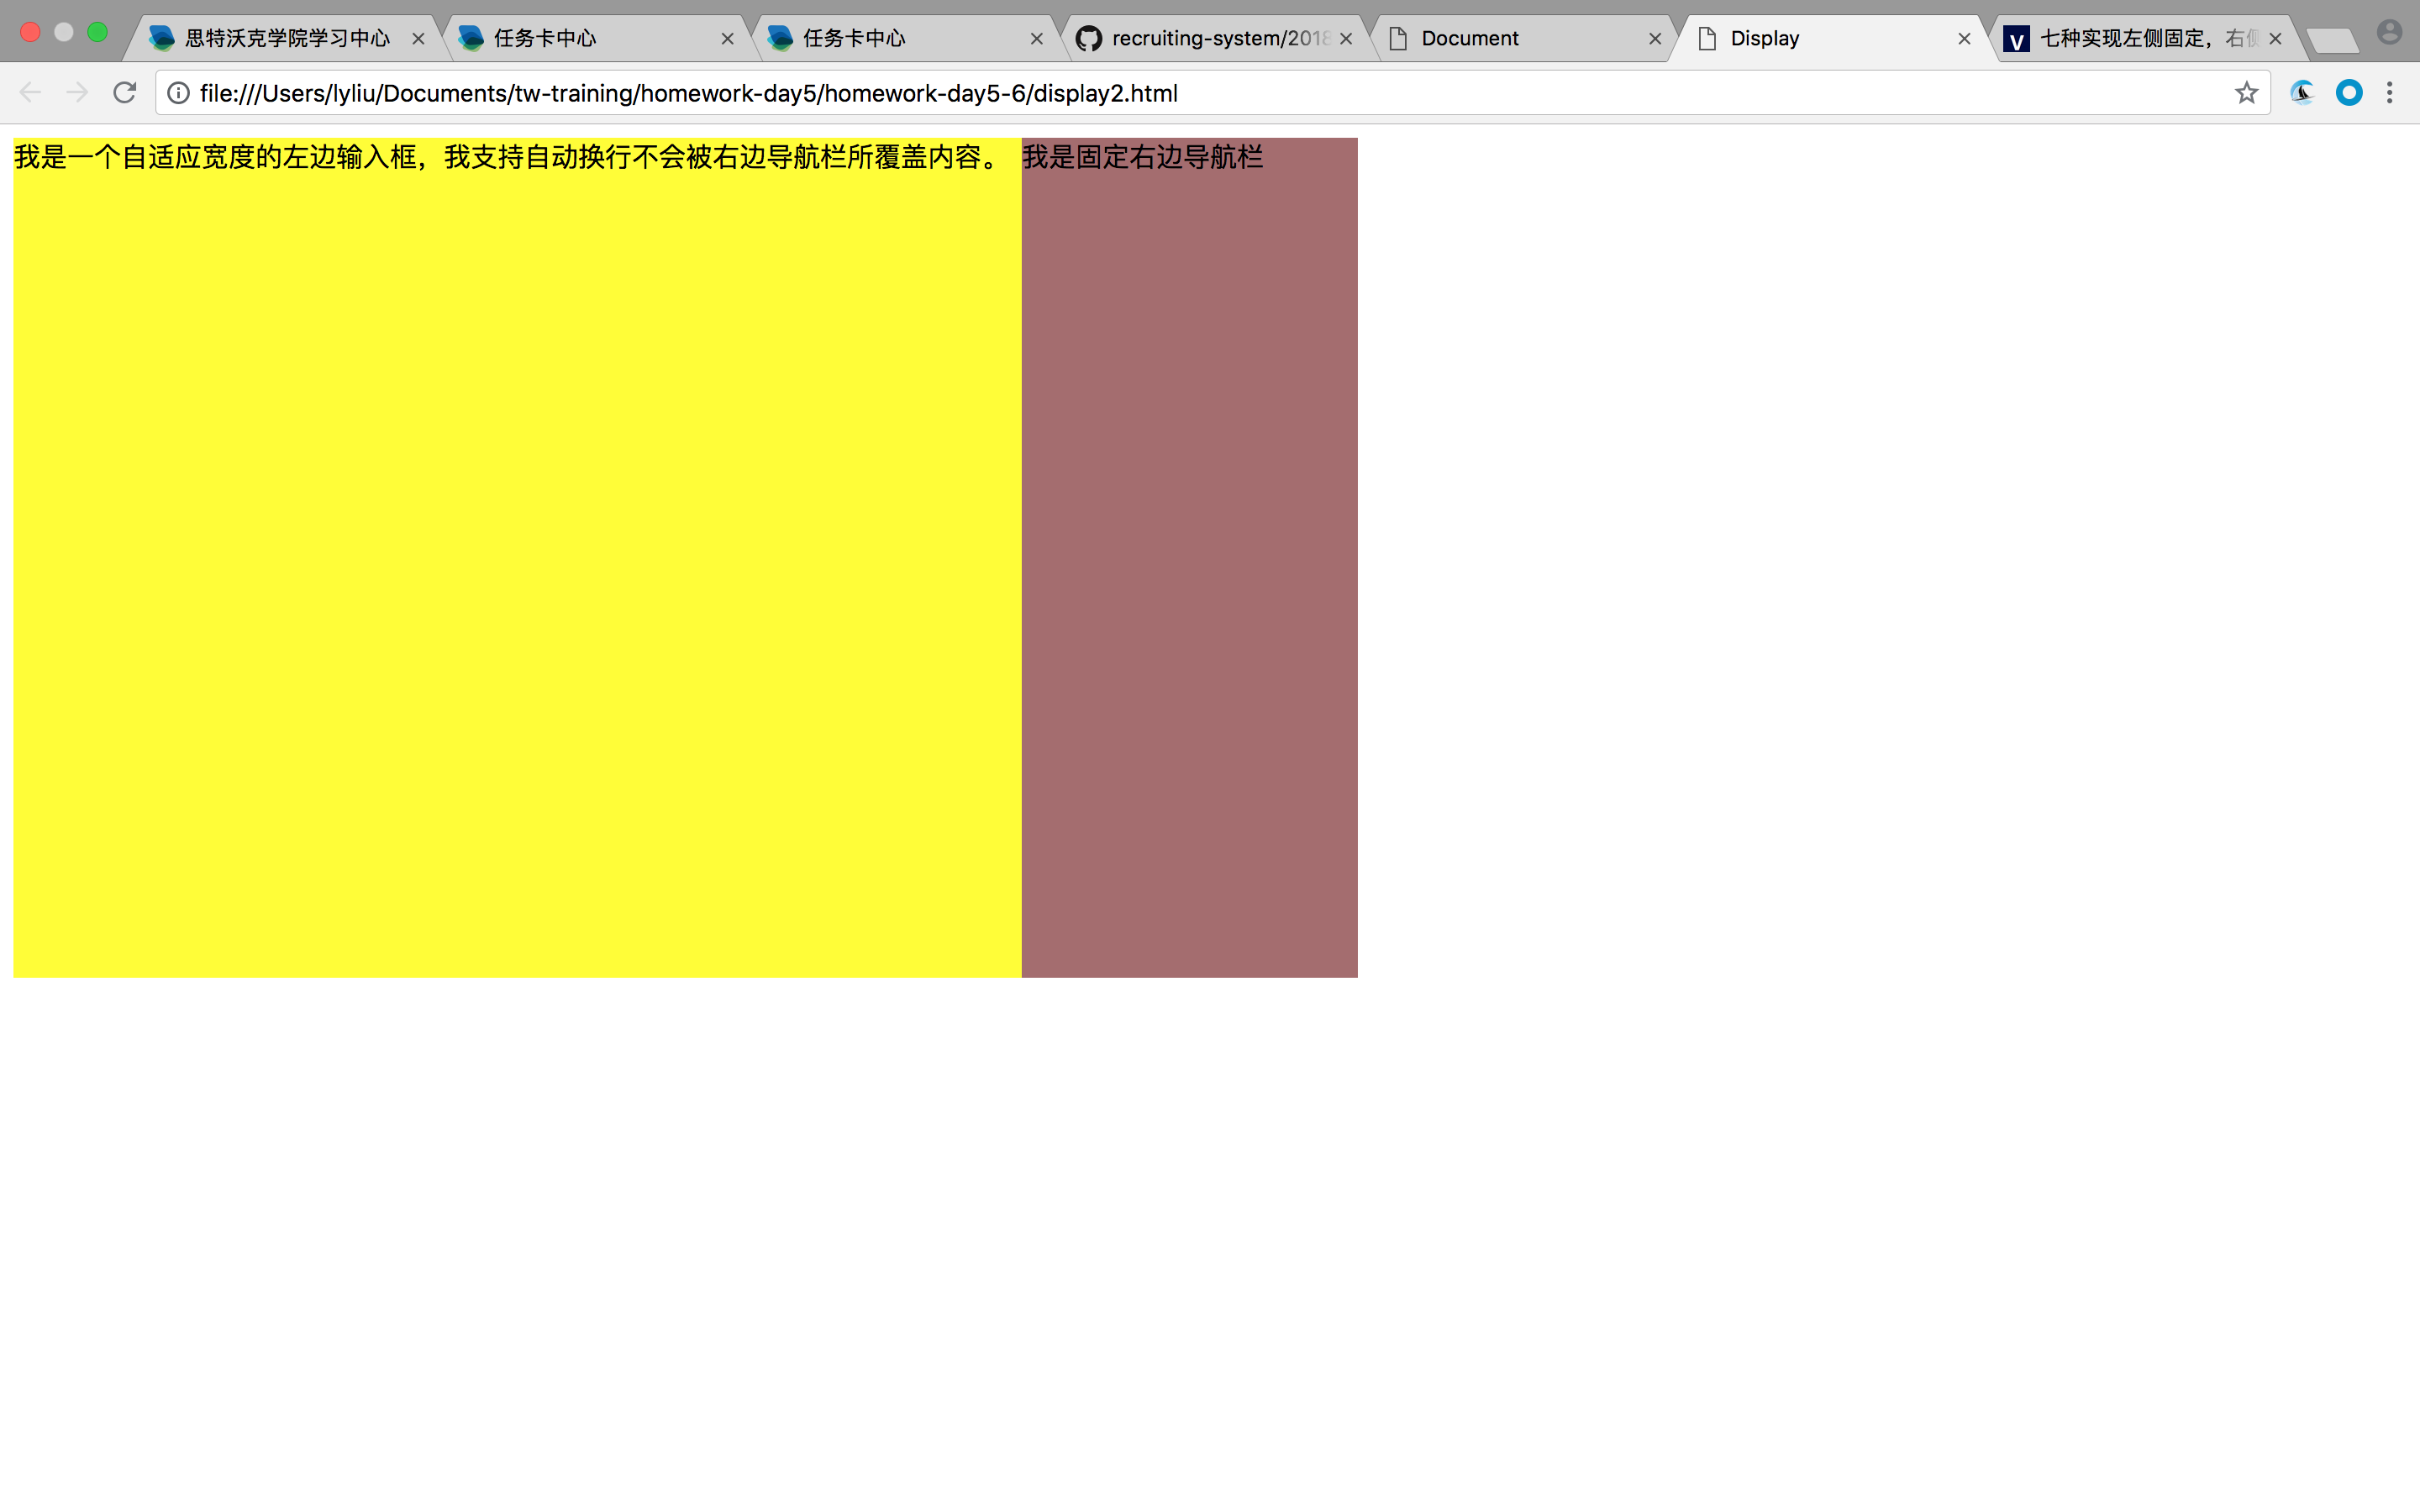 思特沃克学院学习中心
任务卡中心
任务卡中心
recruiting-system/2018
Document
Display
七种实现左侧固定，右侧
file:///Users/lyliu/Documents/tw-training/homework-day5/homework-day5-6/display2.html
我是一个自适应宽度的左边输入框，我支持自动换行不会被右边导航栏所覆盖内容。
我是固定右边导航栏